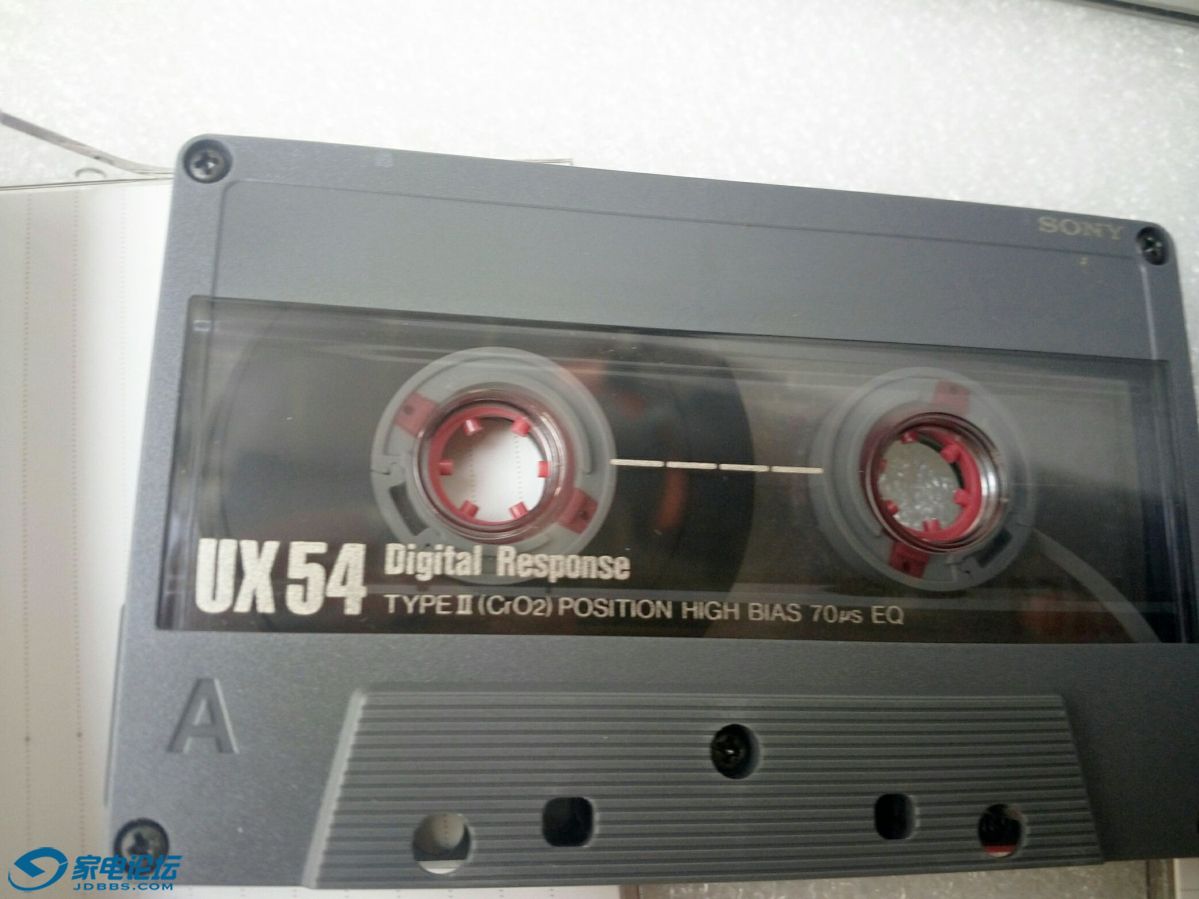 SONY
UX54 Digital Response
TYPE II (CrO2) POSITION HIGH BIAS 70μs EQ
A
家电论坛
JDBBS.COM